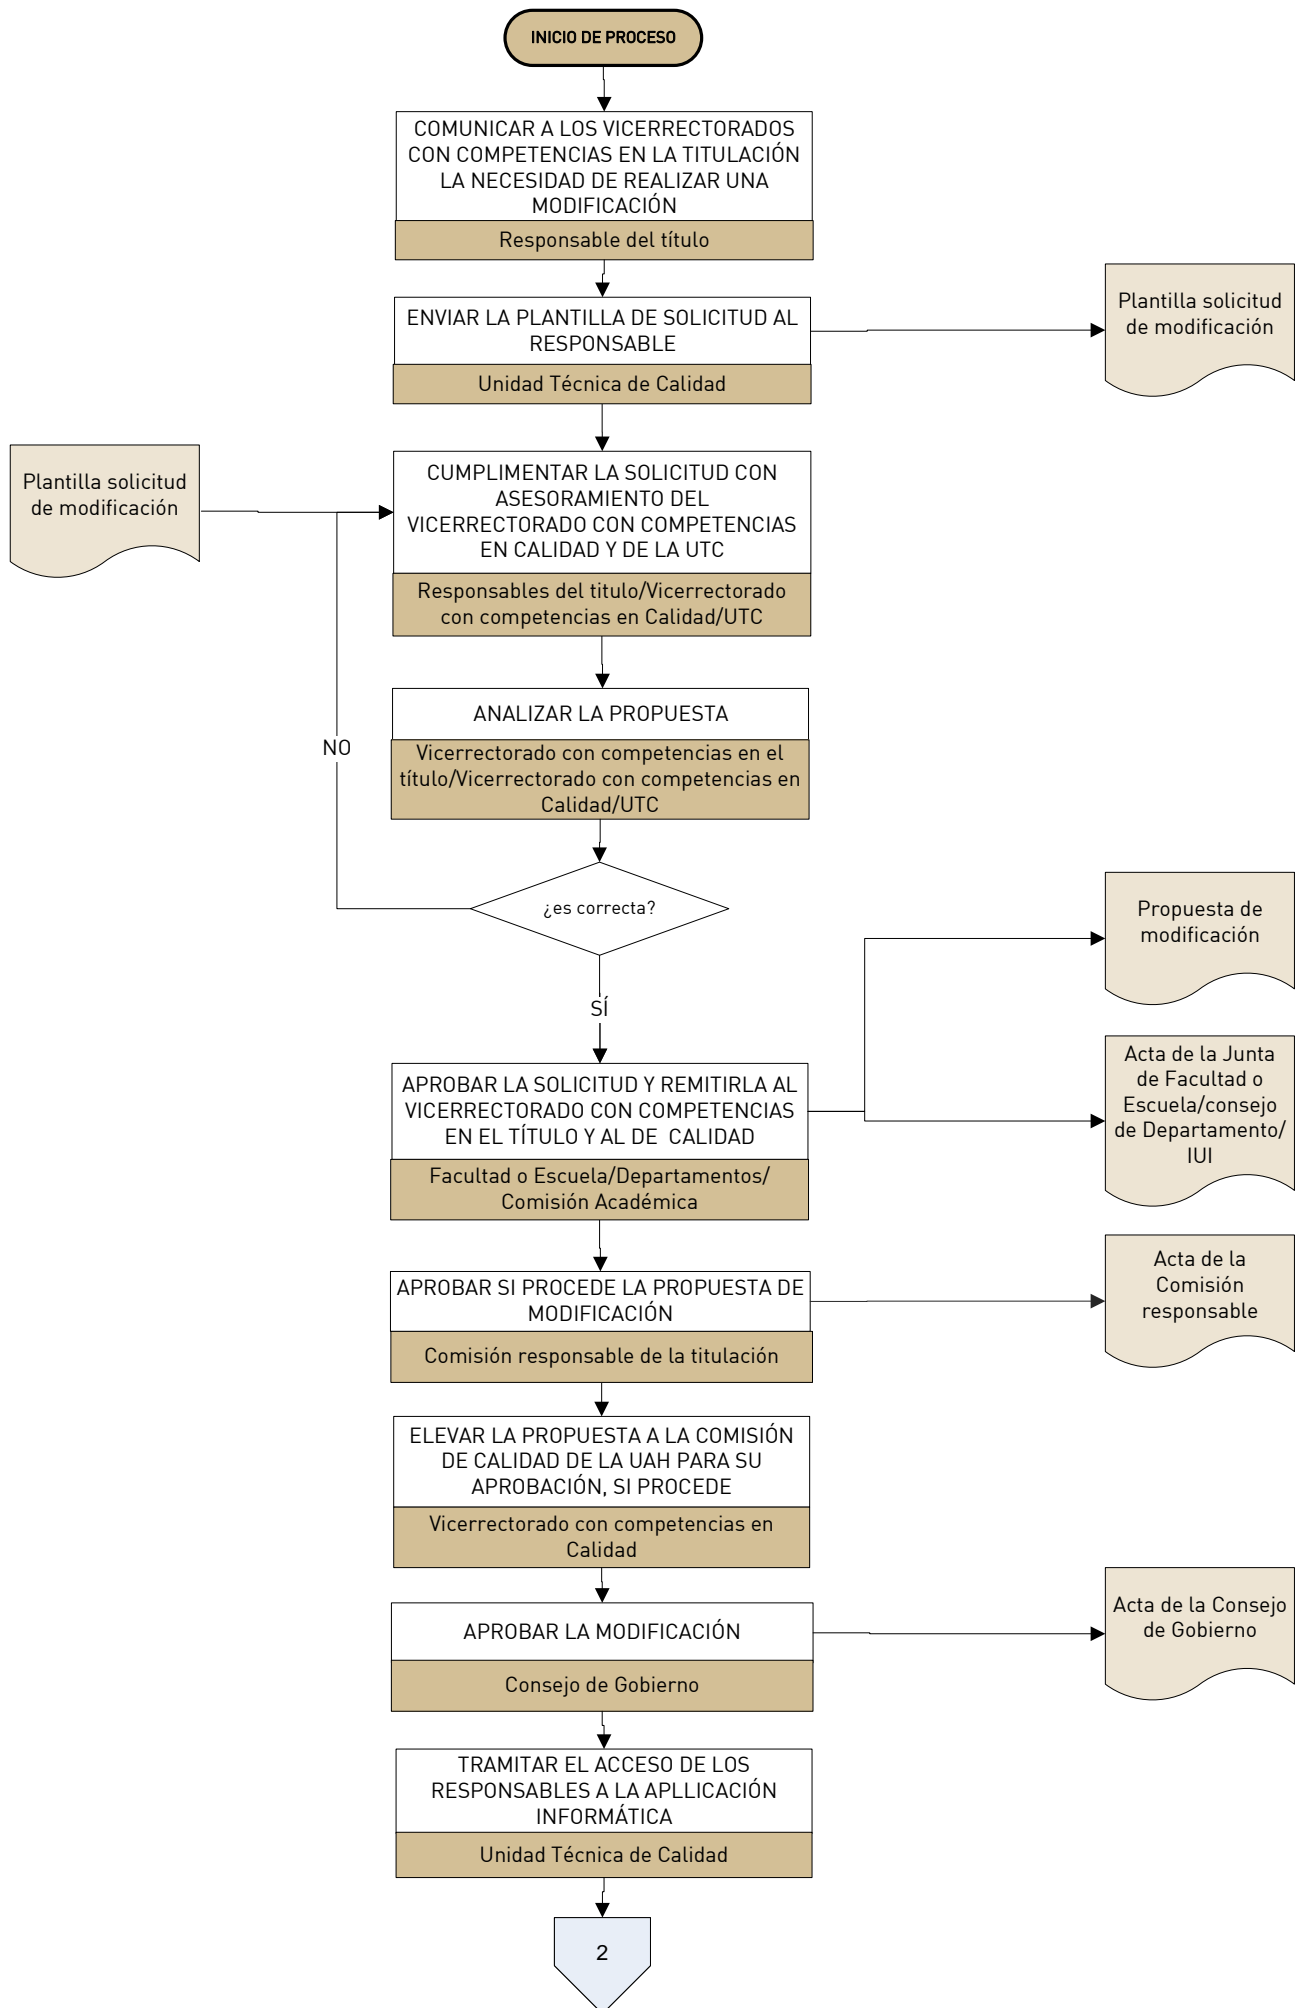 INICIO DE PROCESO
COMUNICAR A LOS VICERRECTORADOS
CON COMPETENCIAS EN LA TITULACIÓN
LA NECESIDAD DE REALIZAR UNA
MODIFICACIÓN
Responsable del título
ENVIAR LA PLANTILLA DE SOLICITUD AL
RESPONSABLE
Unidad Técnica de Calidad
Plantilla solicitud
de modificación
Plantilla solicitud
de modificación
CUMPLIMENTAR LA SOLICITUD CON
ASESORAMIENTO DEL
VICERRECTORADO CON COMPETENCIAS
EN CALIDAD Y DE LA UTC
Responsables del titulo/Vicerrectorado
con competencias en Calidad/UTC
ANALIZAR LA PROPUESTA
Vicerrectorado con competencias en el
título/Vicerrectorado con competencias en
Calidad/UTC
NO
¿es correcta?
SÍ
Propuesta de
modificación
APROBAR LA SOLICITUD Y REMITIRLA AL
VICERRECTORADO CON COMPETENCIAS
EN EL TÍTULO Y AL DE  CALIDAD
Facultad o Escuela/Departamentos/
Comisión Académica
Acta de la Junta
de Facultad o
Escuela/consejo
de Departamento/
IUI
APROBAR SI PROCEDE LA PROPUESTA DE
MODIFICACIÓN
Comisión responsable de la titulación
Acta de la
Comisión
responsable
ELEVAR LA PROPUESTA A LA COMISIÓN
DE CALIDAD DE LA UAH PARA SU
APROBACIÓN, SI PROCEDE
Vicerrectorado con competencias en
Calidad
APROBAR LA MODIFICACIÓN
Consejo de Gobierno
Acta de la Consejo
de Gobierno
TRAMITAR EL ACCESO DE LOS
RESPONSABLES A LA APLLICACIÓN
INFORMÁTICA
Unidad Técnica de Calidad
2